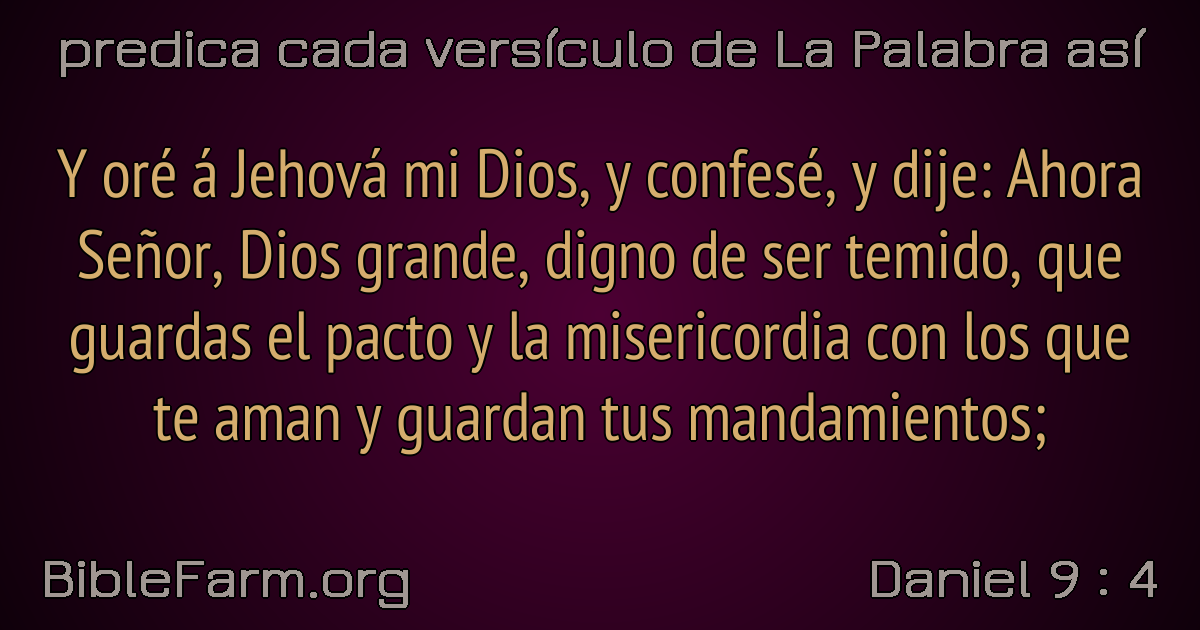 predica cada versículo de La Palabra así
Y oré á Jehová mi Dios, y confesé, y dije: Ahora
Señor, Dios grande, digno de ser temido, que
guardas el pacto y la misericordia con los que
te aman y guardan tus mandamientos;
BibleFarm.org
Daniel 9 : 4